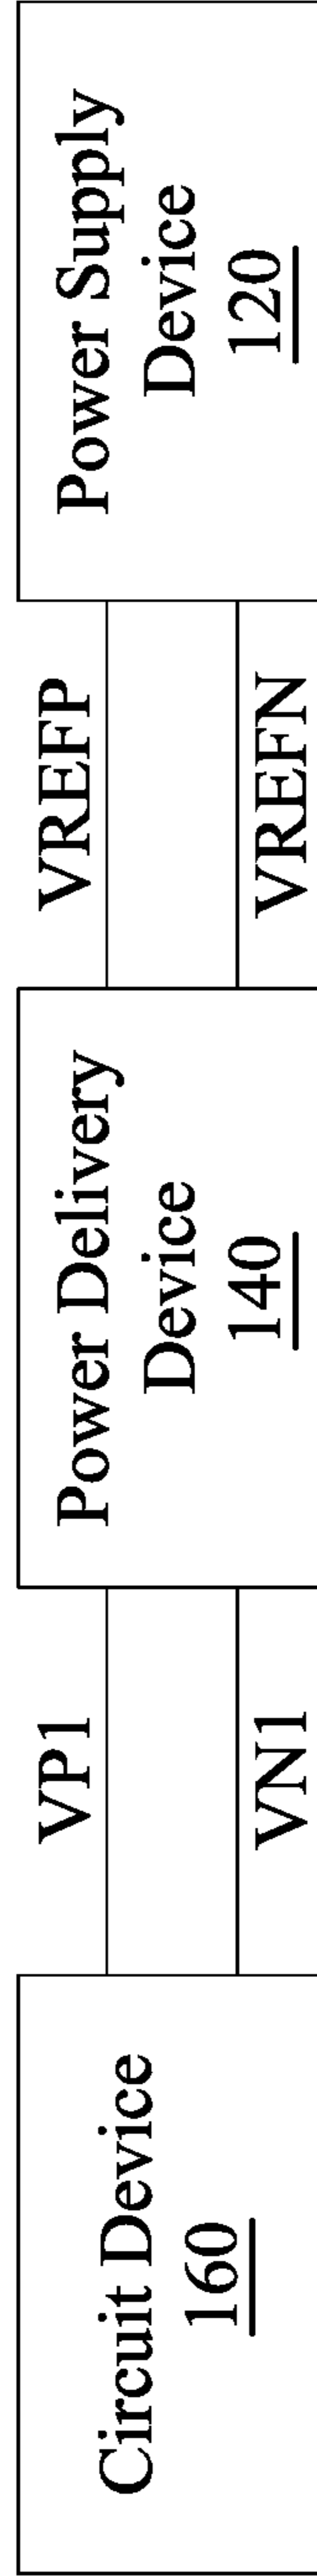 Circuit Device
160
VP1
VN1
Power Delivery
Device
140
VREFP
VREFN
Power Supply
Device
120